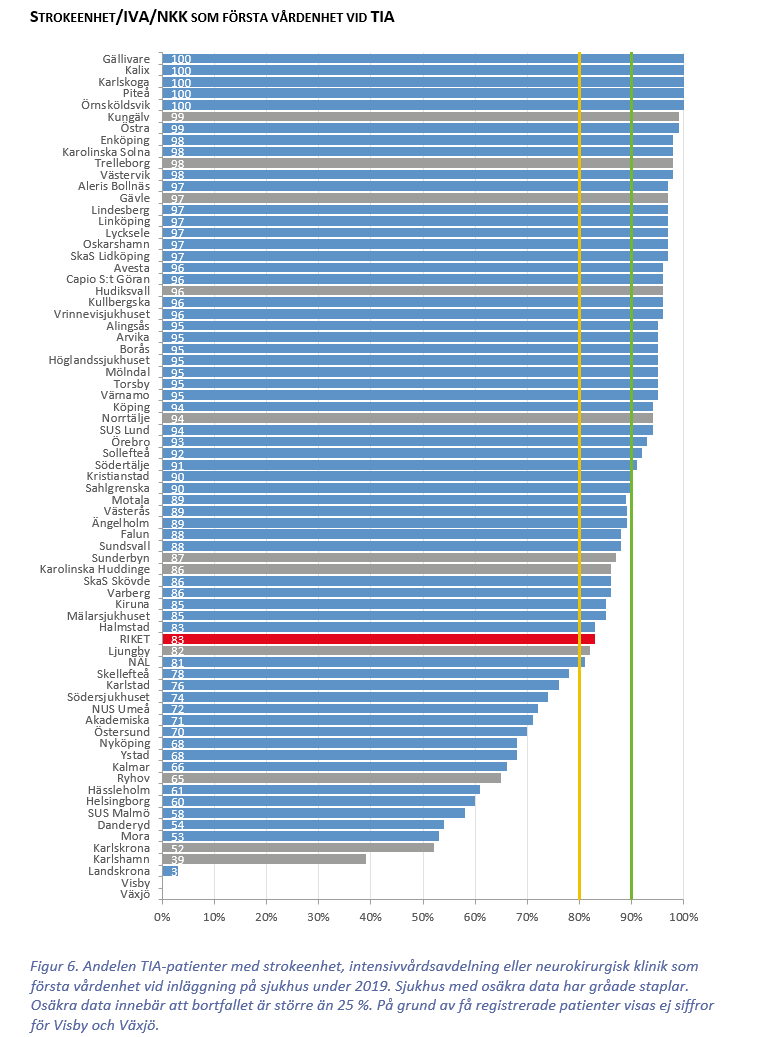 STROKEENHET/IVA/NKK SOM FÖRSTA VÅRDENHET VID TIA
Gällivare 100
Kalix 100
Karlskoga 100
Piteå 100
Örnsköldsvik 100
Kungälv 99
Östra 99
Enköping 98
Karolinska Solna 98
Trelleborg 98
Västervik 98
Aleris Bollnäs 97
Gävle 97
Lindesberg 97
Linköping 97
Lycksele 97
Oskarshamn 97
SkaS Lidköping 97
Avesta 96
Capio S:t Göran 96
Hudiksvall 96
Kullbergska 96
Vrinnevisjukhuset 96
Alingsås 95
Arvika 95
Borås 95
Höglandssjukhuset 95
Mölndal 95
Torsby 95
Värnamo 95
Köping 94
Norrtälje 94
SUS Lund 94
Örebro 93
Sollefteå 92
Södertälje 91
Kristianstad 90
Sahlgrenska 90
Motala 89
Västerås 89
Ängelholm 89
Falun 88
Sundsvall 88
Sunderbyn 87
Karolinska Huddinge 86
SkaS Skövde 86
Varberg 86
Kiruna 85
Mälarsjukhuset 85
Halmstad 83
RIKET 83
Ljungby 82
NÄL 81
Skellefteå 78
Karlstad 76
Södersjukhuset 74
NUS Umeå 72
Akademiska 71
Östersund 70
Nyköping 68
Ystad 68
Kalmar 66
Ryhov 65
Hässleholm 61
Helsingborg 60
SUS Malmö 58
Danderyd 54
Mora 53
Karlskrona 52
Karlshamn 39
Landskrona 3
Visby
Växjö
0% 10% 20% 30% 40% 50% 60% 70% 80% 90% 100%
Figur 6. Andelen TIA-patienter med strokeenhet, intensivvårdsavdelning eller neurokirurgisk klinik som
första vårdenhet vid inläggning på sjukhus under 2019. Sjukhus med osäkra data har gråade staplar.
Osäkra data innebär att bortfallet är större än 25 %. På grund av få registrerade patienter visas ej siffror
för Visby och Växjö.